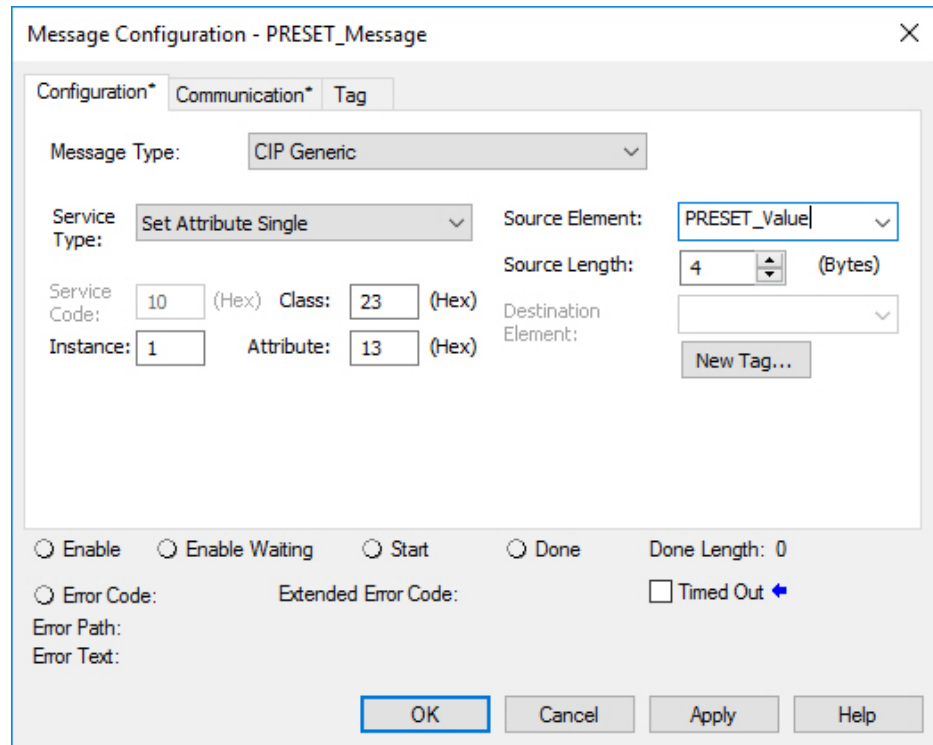 Message Configuration - PRESET_Message
Configuration* Communication* Tag
Message Type: CIP Generic
Service Type: Set Attribute Single
Source Element: PRESET_Value
Source Length: 4 (Bytes)
Service Code: 10 (Hex) Class: 23 (Hex)
Destination Element:
Instance: 1 Attribute: 13 (Hex)
New Tag...
Enable Enable Waiting Start Done Done Length: 0
Error Code: Extended Error Code: Timed Out
Error Path:
Error Text:
OK Cancel Apply Help